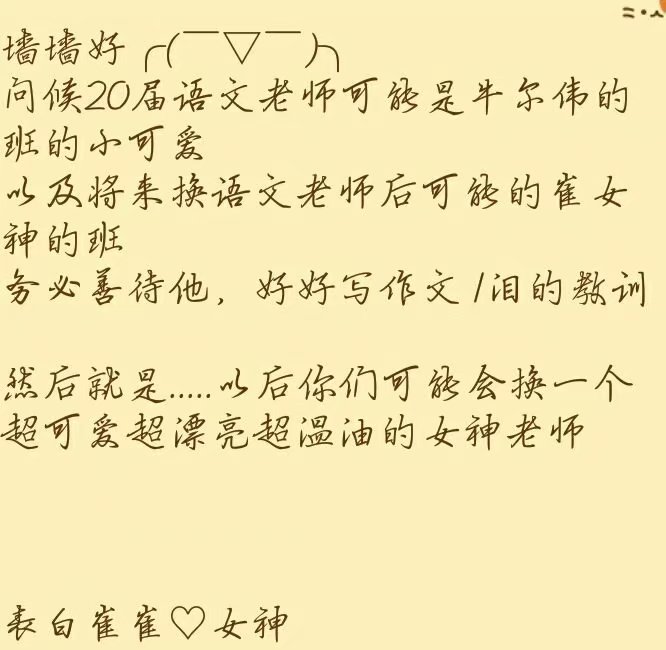 墙墙好╭(￣▽￣)╮
问候20届语文老师可能是牛尔伟的
班的小可爱
以及将来换语文老师后可能的崔女
神的班
务必善待他，好好写作文/泪的教训
然后就是.....以后你们可能会换一个
超可爱超漂亮超温油的女神老师
表白崔崔♡女神